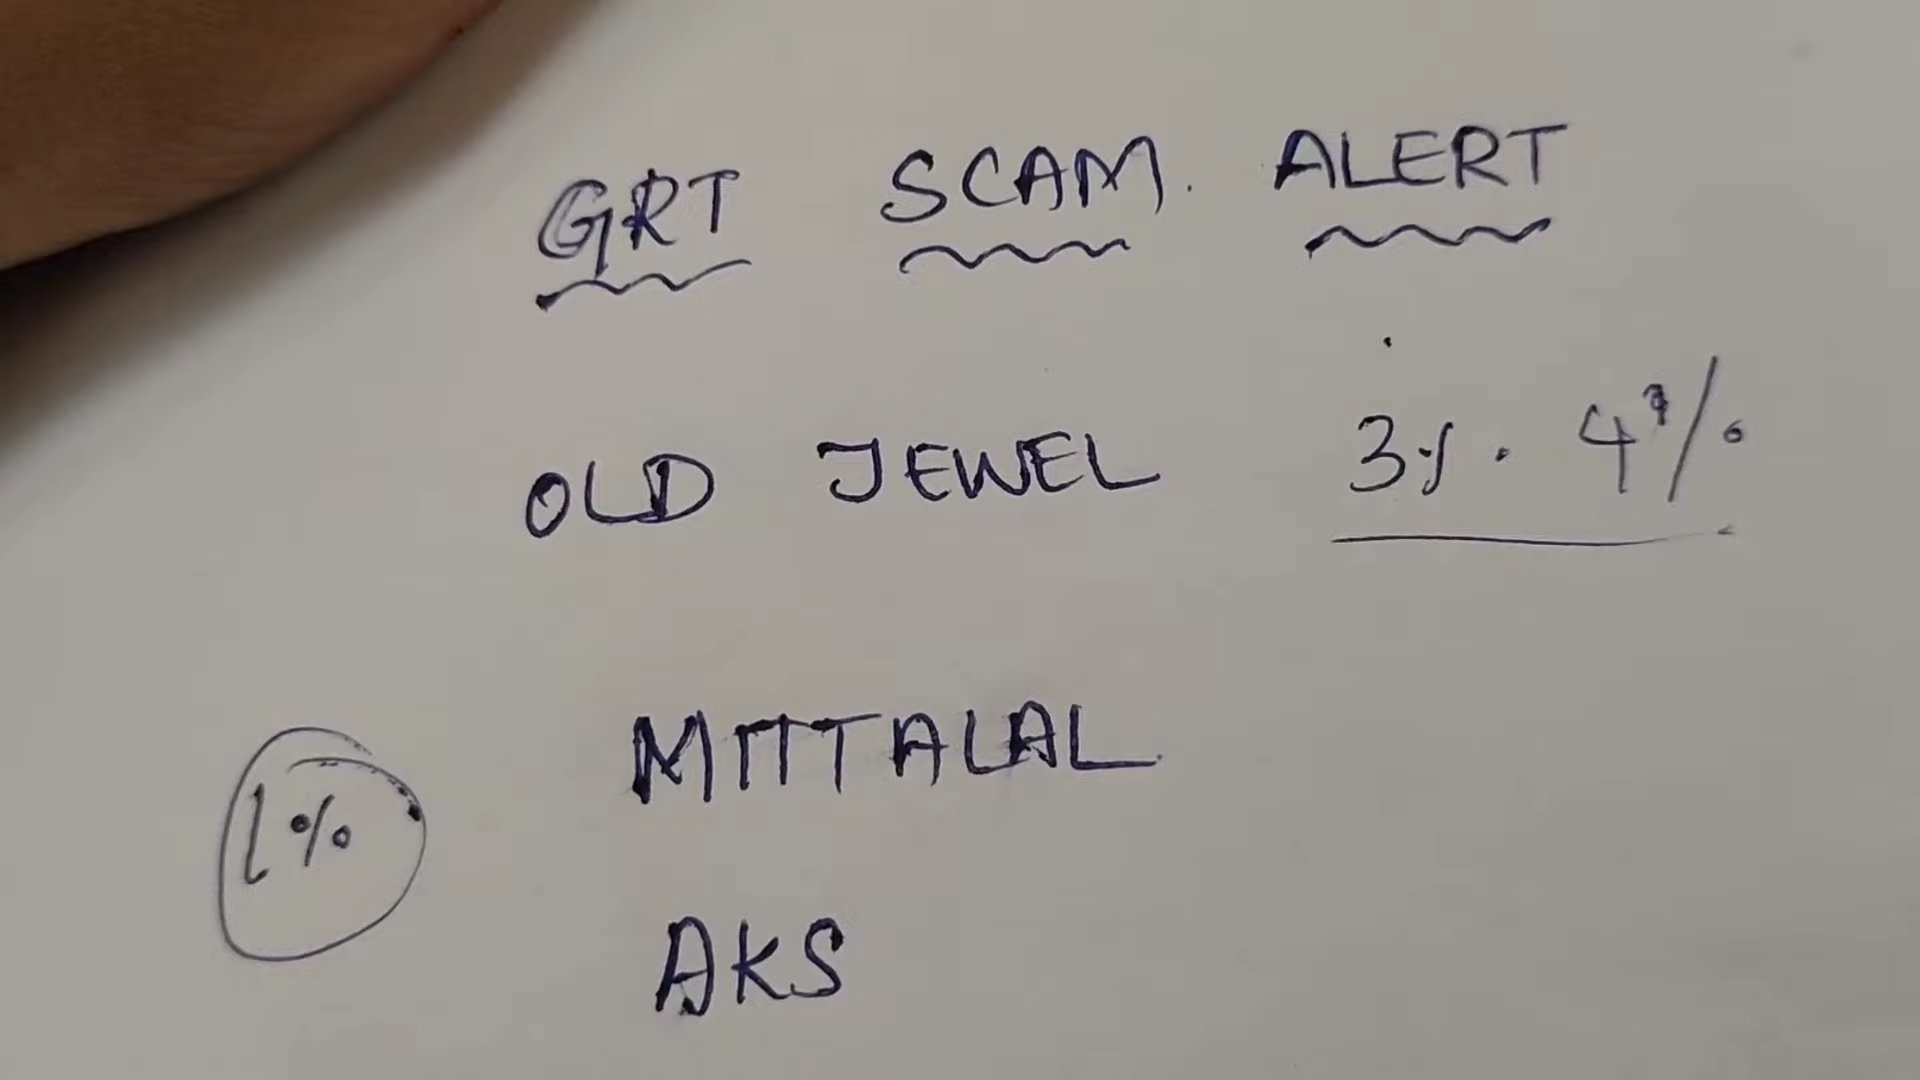 GRT SCAM. ALERT
OLD JEWEL 3% . 4%
MITTALAL
1%
AKS